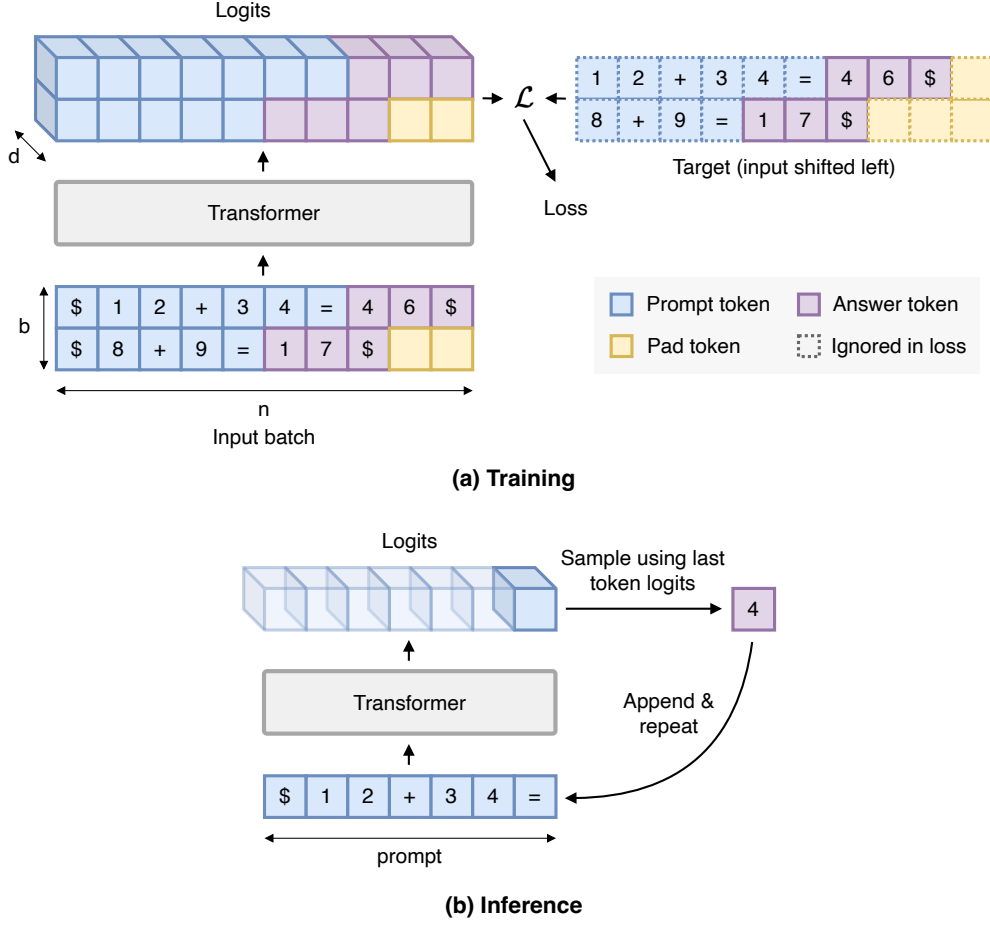 Logits
d
Transformer
b
$ 1 2 + 3 4 = 4 6 $
$ 8 + 9 = 1 7 $
n
Input batch
ℒ
Loss
1 2 + 3 4 = 4 6 $
8 + 9 = 1 7 $
Target (input shifted left)
Prompt token
Answer token
Pad token
Ignored in loss
(a) Training
Logits
Sample using last
token logits
4
Transformer
Append &
repeat
$ 1 2 + 3 4 =
prompt
(b) Inference